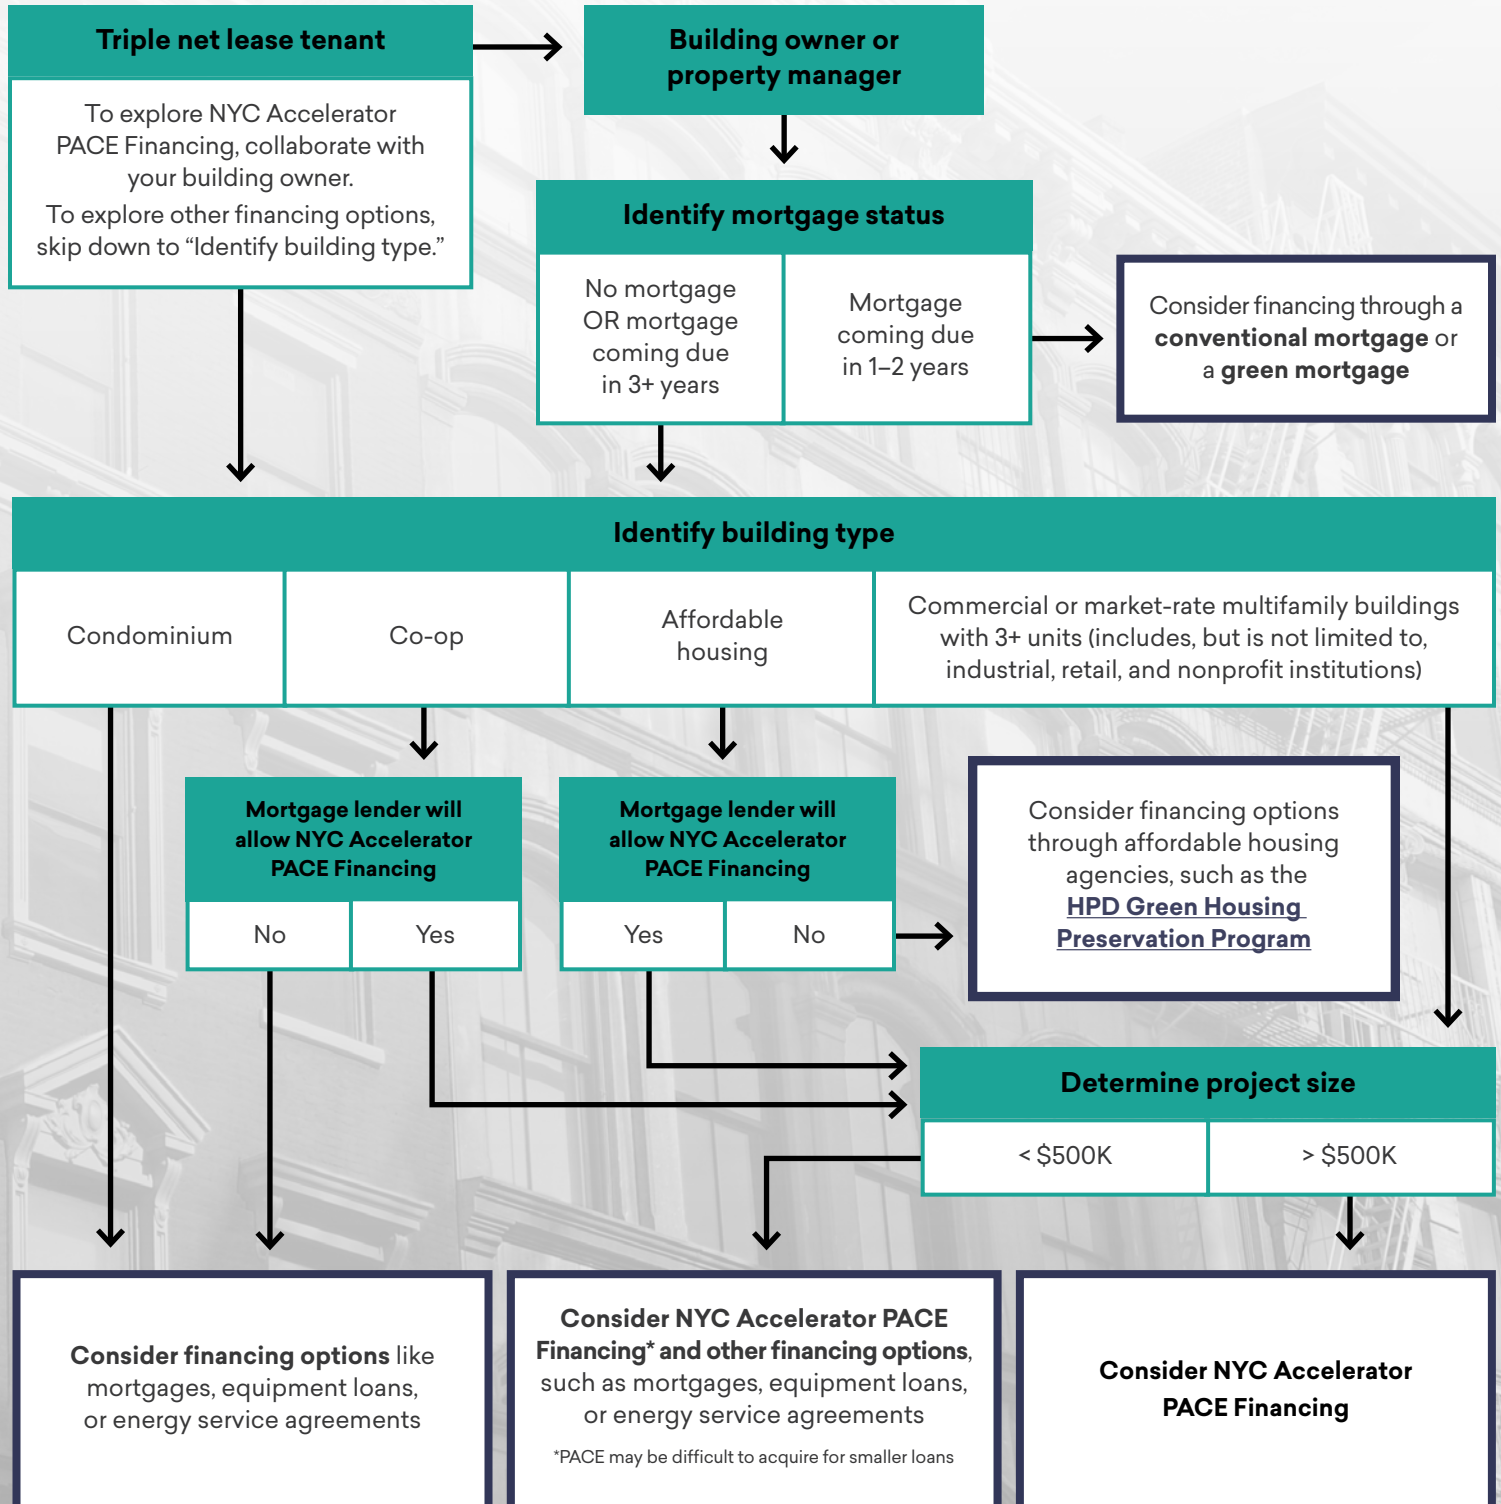 Triple net lease tenant
To explore NYC Accelerator
PACE Financing, collaborate with
your building owner.
To explore other financing options,
skip down to “Identify building type.”
Building owner or
property manager
Identify mortgage status
No mortgage
OR mortgage
coming due
in 3+ years
Mortgage
coming due
in 1–2 years
Consider financing through a
conventional mortgage or
a green mortgage
Identify building type
Condominium
Co-op
Affordable
housing
Commercial or market-rate multifamily buildings
with 3+ units (includes, but is not limited to,
industrial, retail, and nonprofit institutions)
Mortgage lender will
allow NYC Accelerator
PACE Financing
No
Yes
Mortgage lender will
allow NYC Accelerator
PACE Financing
Yes
No
Consider financing options
through affordable housing
agencies, such as the
HPD Green Housing
Preservation Program
Determine project size
< $500K
> $500K
Consider financing options like
mortgages, equipment loans,
or energy service agreements
Consider NYC Accelerator PACE
Financing* and other financing options,
such as mortgages, equipment loans,
or energy service agreements
*PACE may be difficult to acquire for smaller loans
Consider NYC Accelerator
PACE Financing